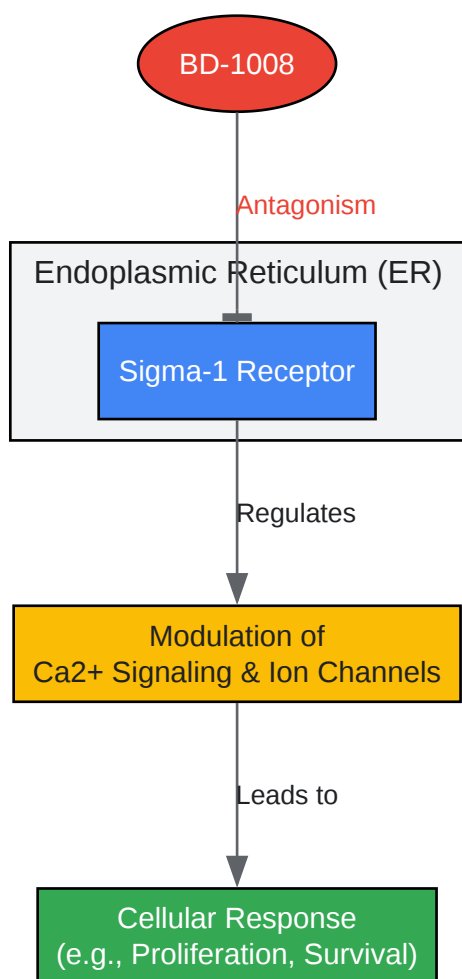 BD-1008
Antagonism
Endoplasmic Reticulum (ER)
Sigma-1 Receptor
Regulates
Modulation of
Ca2+ Signaling & Ion Channels
Leads to
Cellular Response
(e.g., Proliferation, Survival)